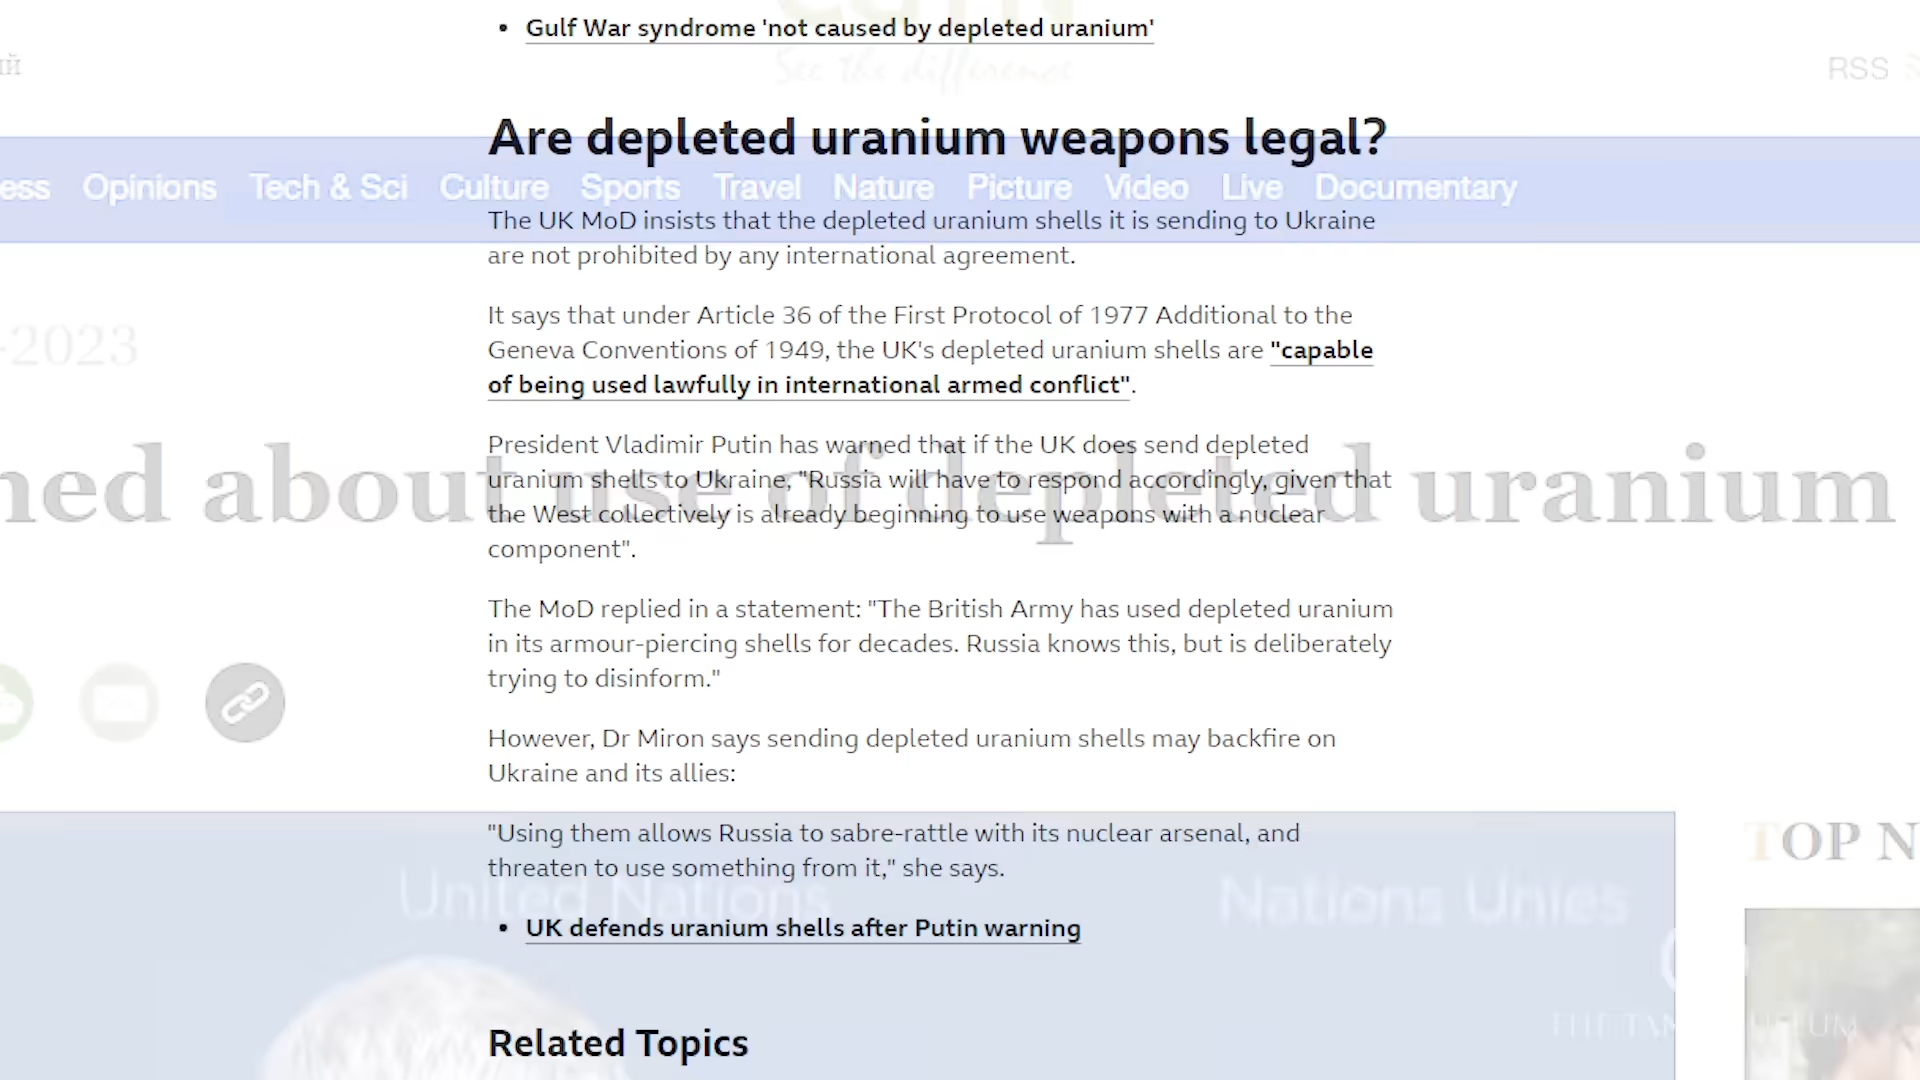 Gulf War syndrome 'not caused by depleted uranium'
See the difference
RSS
Are depleted uranium weapons legal?
ess Opinions Tech & Sci Culture Sports Travel Nature Picture Video Live Documentary
The UK MoD insists that the depleted uranium shells it is sending to Ukraine
are not prohibited by any international agreement.
It says that under Article 36 of the First Protocol of 1977 Additional to the
-2023
Geneva Conventions of 1949, the UK's depleted uranium shells are "capable
of being used lawfully in international armed conflict".
President Vladimir Putin has warned that if the UK does send depleted
uranium shells to Ukraine, "Russia will have to respond accordingly, given that
ned about use of depleted uranium
the West collectively is already beginning to use weapons with a nuclear
component".
The MoD replied in a statement: "The British Army has used depleted uranium
in its armour-piercing shells for decades. Russia knows this, but is deliberately
trying to disinform."
However, Dr Miron says sending depleted uranium shells may backfire on
Ukraine and its allies:
"Using them allows Russia to sabre-rattle with its nuclear arsenal, and
TOP N
threaten to use something from it," she says.
United Nations Nations Unies
UK defends uranium shells after Putin warning
Related Topics